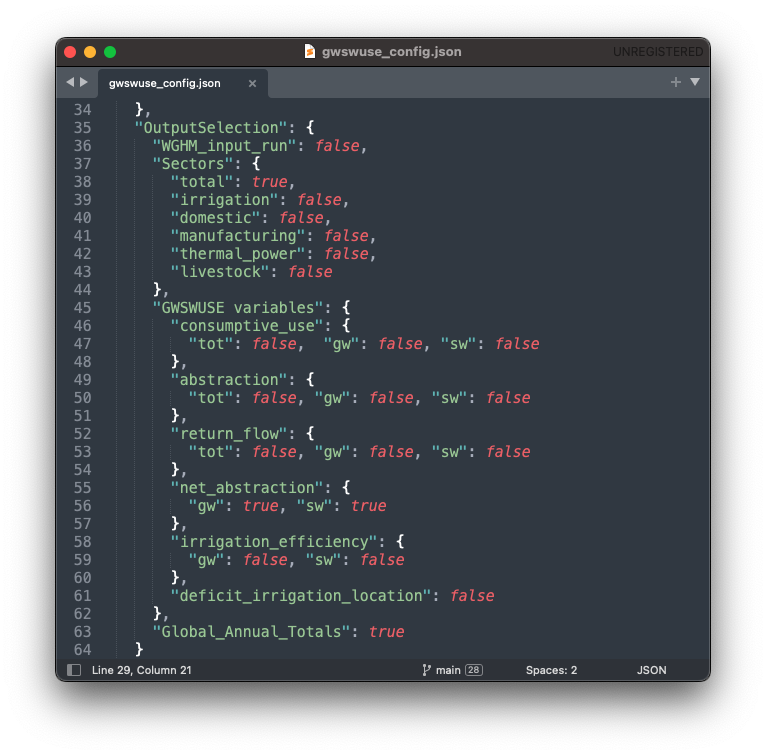 gwswuse_config.json
UNREGISTERED
gwswuse_config.json
34 },
35 "OutputSelection": {
36 "WGHM_input_run": false,
37 "Sectors": {
38 "total": true,
39 "irrigation": false,
40 "domestic": false,
41 "manufacturing": false,
42 "thermal_power": false,
43 "livestock": false
44 },
45 "GWSWUSE variables": {
46 "consumptive_use": {
47 "tot": false,  "gw": false, "sw": false
48 },
49 "abstraction": {
50 "tot": false, "gw": false, "sw": false
51 },
52 "return_flow": {
53 "tot": false, "gw": false, "sw": false
54 },
55 "net_abstraction": {
56 "gw": true, "sw": true
57 },
58 "irrigation_efficiency": {
59 "gw": false, "sw": false
60 },
61 "deficit_irrigation_location": false
62 },
63 "Global_Annual_Totals": true
64 }
Line 29, Column 21 main 28 Spaces: 2 JSON